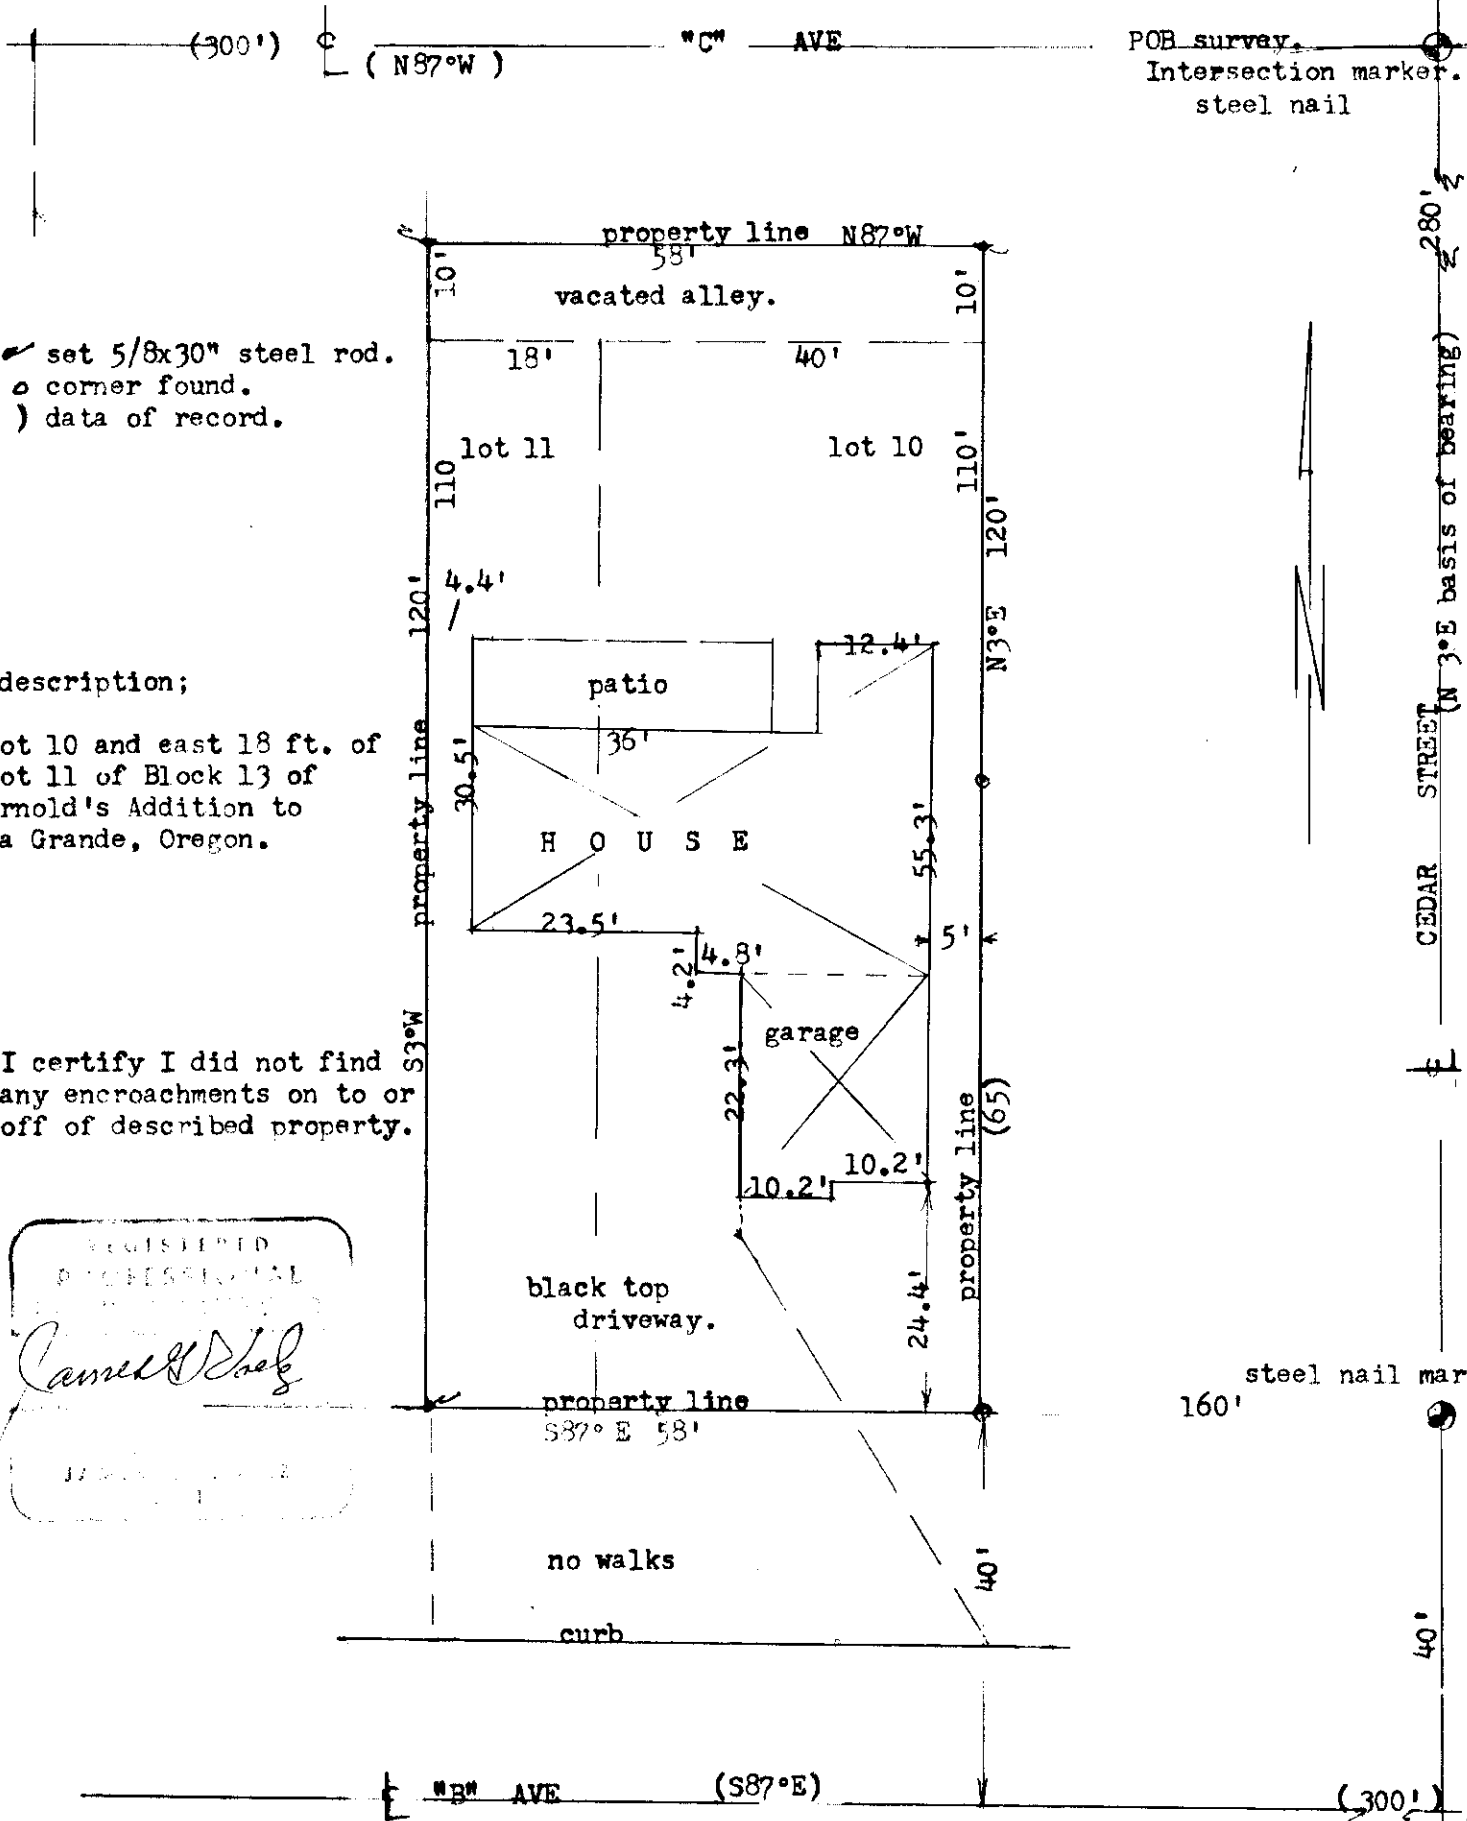 (300') ℄ "C" AVE POB survey.
( N87°W ) Intersection marker.
steel nail
280'
property line N87°W
58'
10' 10'
vacated alley.
set 5/8x30" steel rod.
18' 40'
o corner found.
) data of record.
(N 3°E basis of bearing)
lot 11 lot 10
110 110'
120' N3°E 120'
4.4'
12.4'
description;
patio
ot 10 and east 18 ft. of
ot 11 of Block 13 of
rnold's Addition to
a Grande, Oregon.
36'
property line
30.5'
CEDAR STREET
55.3'
H O U S E
23.5'
5'
4.2' 4.8'
S3°W
I certify I did not find
any encroachments on to or
off of described property.
garage
22.3'
property line
(65)
℄
10.2' 10.2'
REGISTERED
PROFESSIONAL
black top
driveway.
24.4'
steel nail mar
property line
S87° E 58'
160'
no walks
40' 40'
curb
℄ "B" AVE (S87°E) (300')